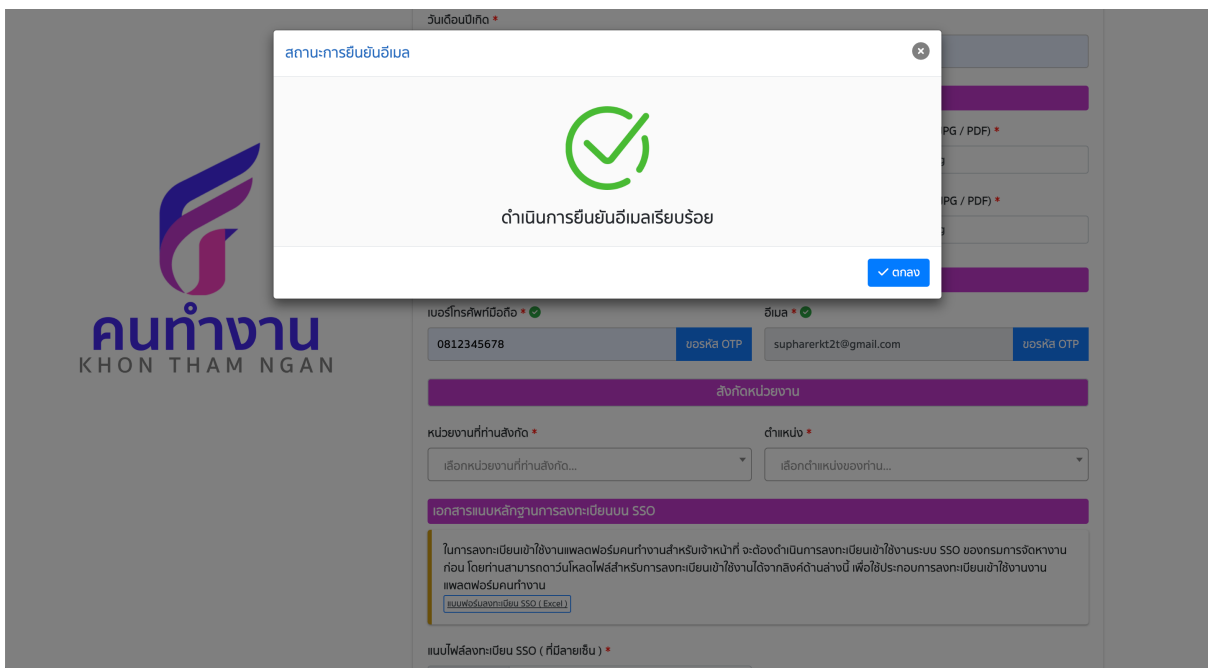 วันเดือนปีเกิด *
สถานะการยืนยันอีเมล
PG / PDF) *
PG / PDF) *
ดำเนินการยืนยันอีเมลเรียบร้อย
ตกลง
คนทำงาน
KHON THAM NGAN
เบอร์โทรศัพท์มือถือ *
อีเมล *
0812345678
ขอรหัส OTP
supharerkt2t@gmail.com
ขอรหัส OTP
สังกัดหน่วยงาน
หน่วยงานที่ท่านสังกัด *
ตำแหน่ง *
เลือกหน่วยงานที่ท่านสังกัด...
เลือกตำแหน่งของท่าน...
เอกสารแนบหลักฐานการลงทะเบียนบน SSO
ในการลงทะเบียนเข้าใช้งานแพลตฟอร์มคนทำงานสำหรับเจ้าหน้าที่ จะต้องดำเนินการลงทะเบียนเข้าใช้งานระบบ SSO ของกรมการจัดหางาน
ก่อน โดยท่านสามารถดาวน์โหลดไฟล์สำหรับการลงทะเบียนเข้าใช้งานได้จากลิงค์ด้านล่างนี้ เพื่อใช้ประกอบการลงทะเบียนเข้าใช้งานงาน
แพลตฟอร์มคนทำงาน
แบบฟอร์มลงทะเบียน SSO ( Excel )
แนบไฟล์ลงทะเบียน SSO ( ที่มีลายเซ็น ) *